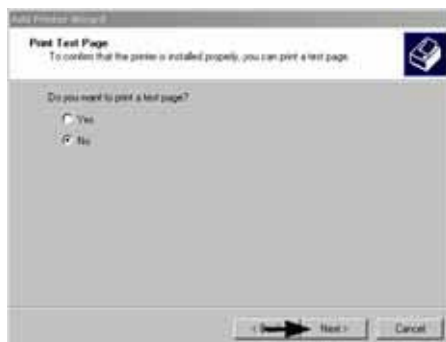 Add Printer Wizard
Print Test Page
To confirm that the printer is installed properly, you can print a test page.
Do you want to print a test page?
Yes
No
< B
Next >
Cancel